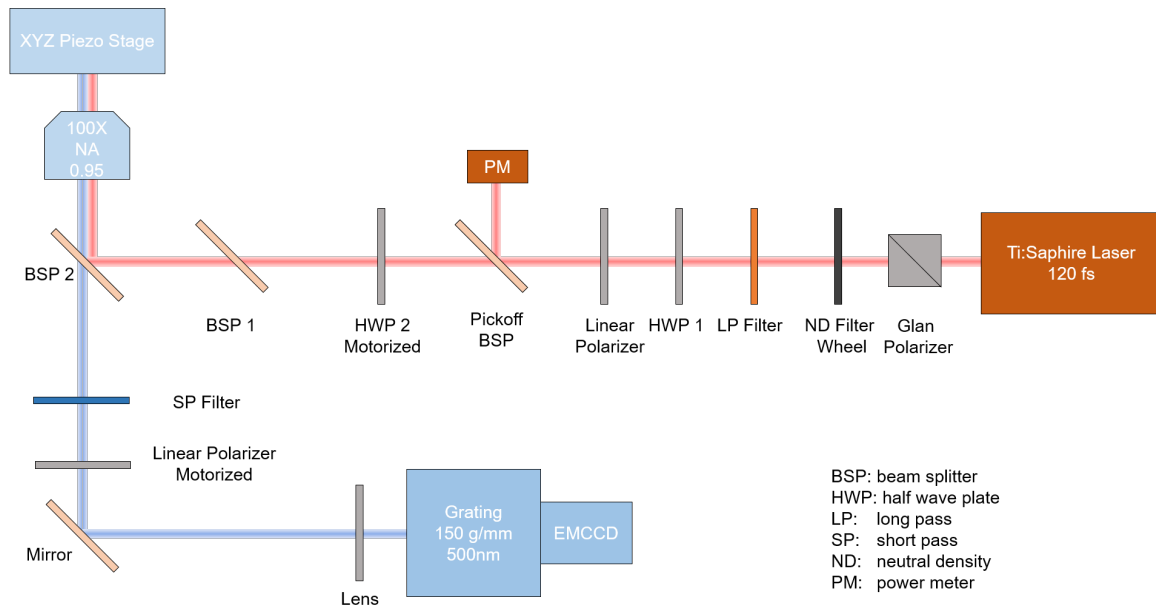 XYZ Piezo Stage
100X
NA
0.95
PM
Ti:Saphire Laser
120 fs
BSP 2
BSP 1
HWP 2
Motorized
Pickoff
BSP
Linear
Polarizer
HWP 1
LP Filter
ND Filter
Wheel
Glan
Polarizer
SP Filter
Linear Polarizer
Motorized
Mirror
Lens
Grating
150 g/mm
500nm
EMCCD
BSP: beam splitter
HWP: half wave plate
LP: long pass
SP: short pass
ND: neutral density
PM: power meter